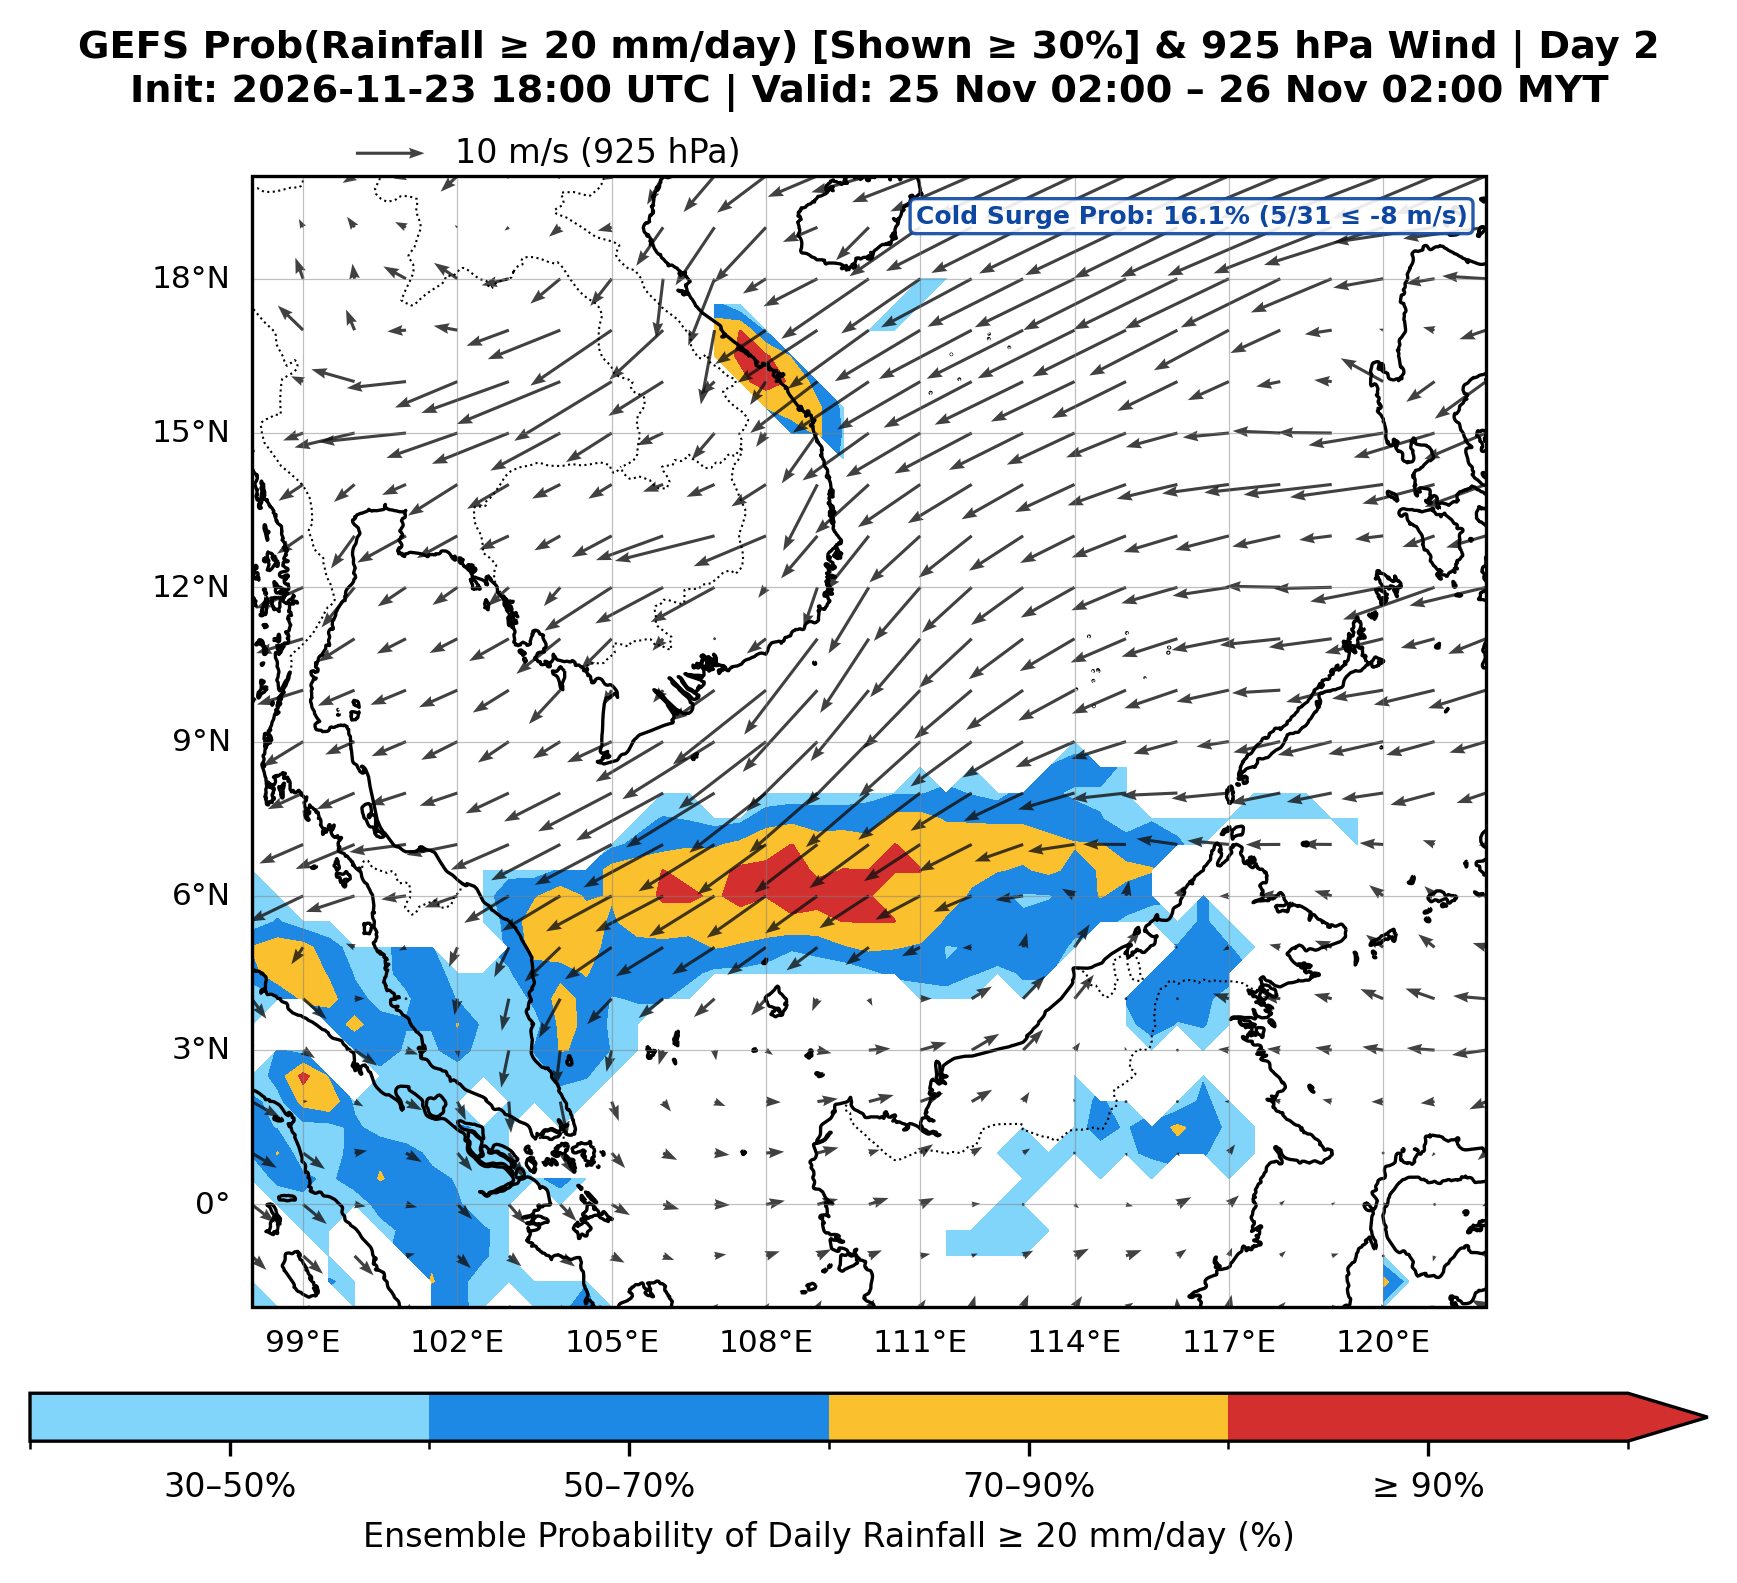 GEFS Prob(Rainfall ≥ 20 mm/day) [Shown ≥ 30%] & 925 hPa Wind | Day 2
Init: 2026-11-23 18:00 UTC | Valid: 25 Nov 02:00 – 26 Nov 02:00 MYT
10 m/s (925 hPa)
Cold Surge Prob: 16.1% (5/31 ≤ -8 m/s)
18°N
15°N
12°N
9°N
6°N
3°N
0°
99°E 102°E 105°E 108°E 111°E 114°E 117°E 120°E
30–50% 50–70% 70–90% ≥ 90%
Ensemble Probability of Daily Rainfall ≥ 20 mm/day (%)